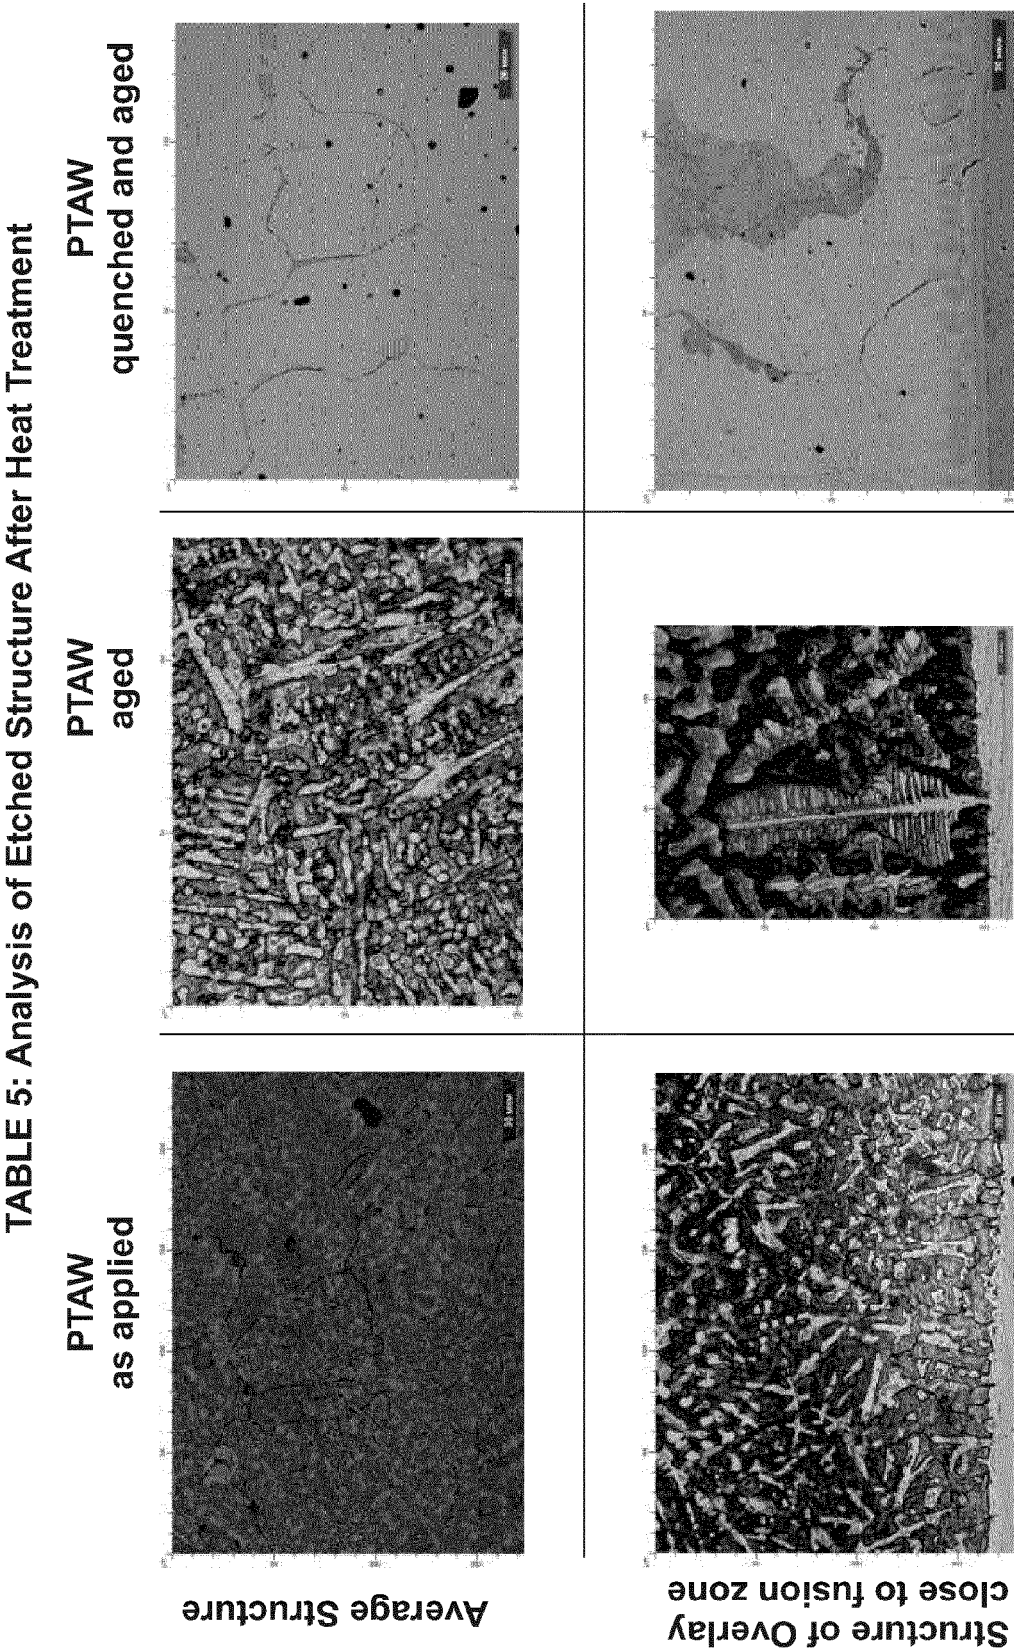 TABLE 5: Analysis of Etched Structure After Heat Treatment
PTAW
as applied
PTAW
aged
PTAW
quenched and aged
Average Structure
Structure of Overlay
close to fusion zone